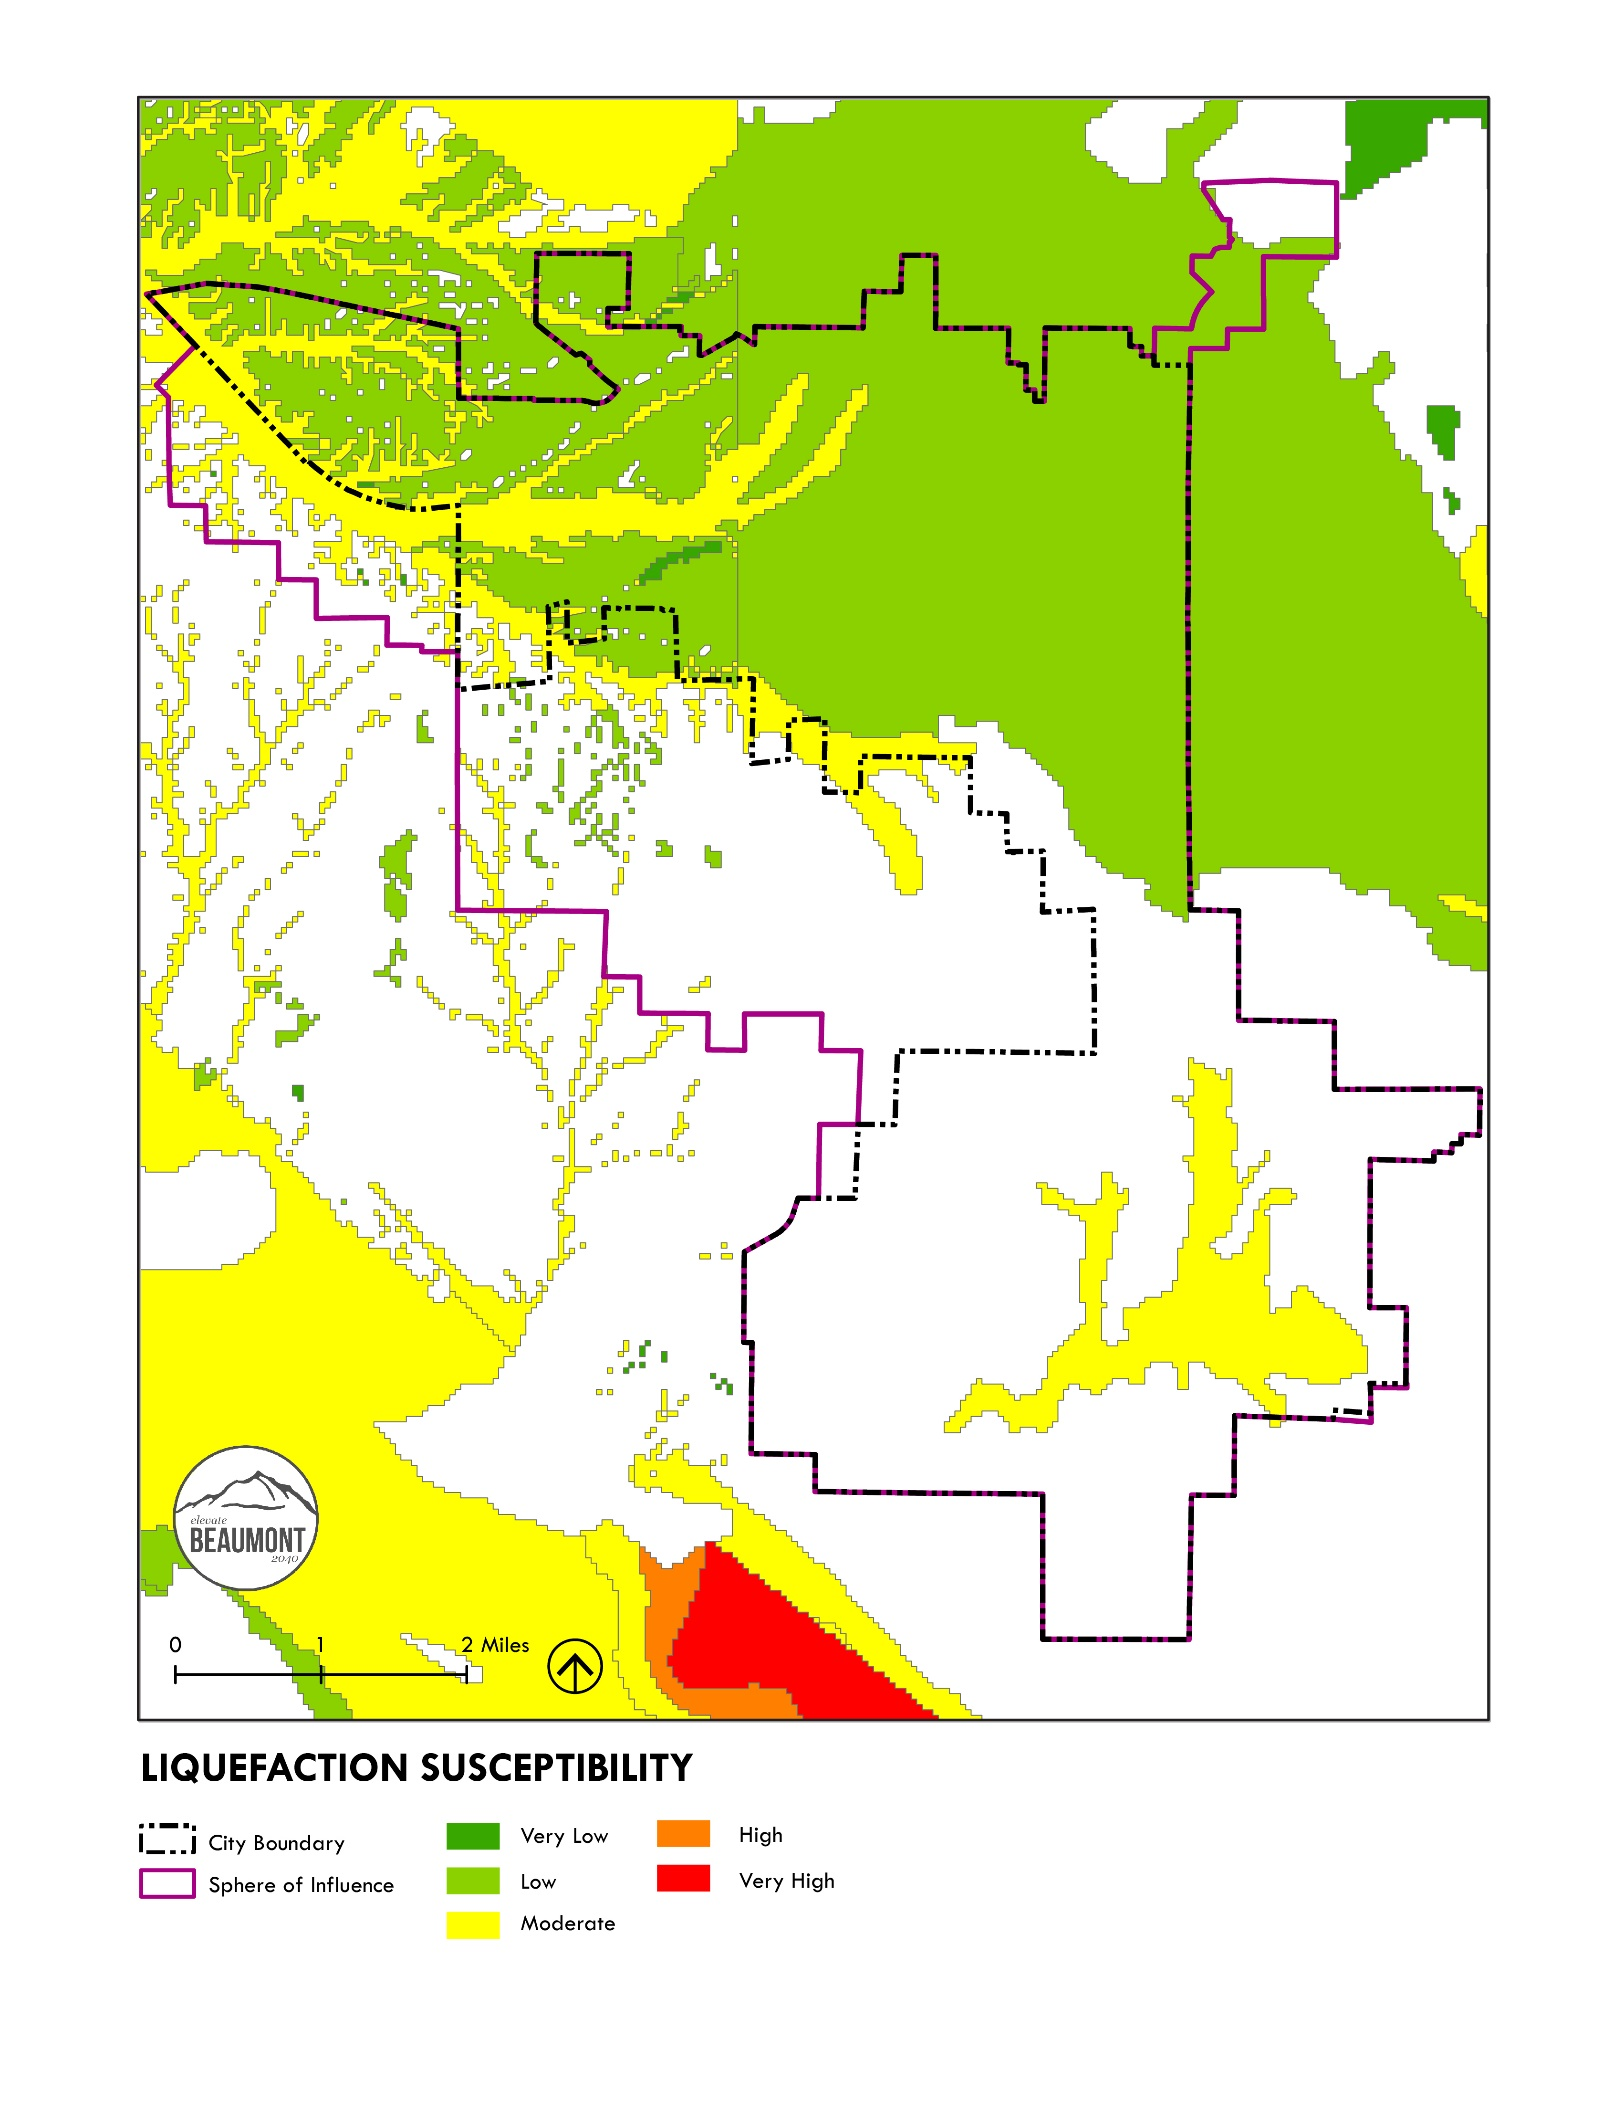 elevate
BEAUMONT
2040
0 1 2 Miles
LIQUEFACTION SUSCEPTIBILITY
City Boundary
Sphere of Influence
Very Low
Low
Moderate
High
Very High